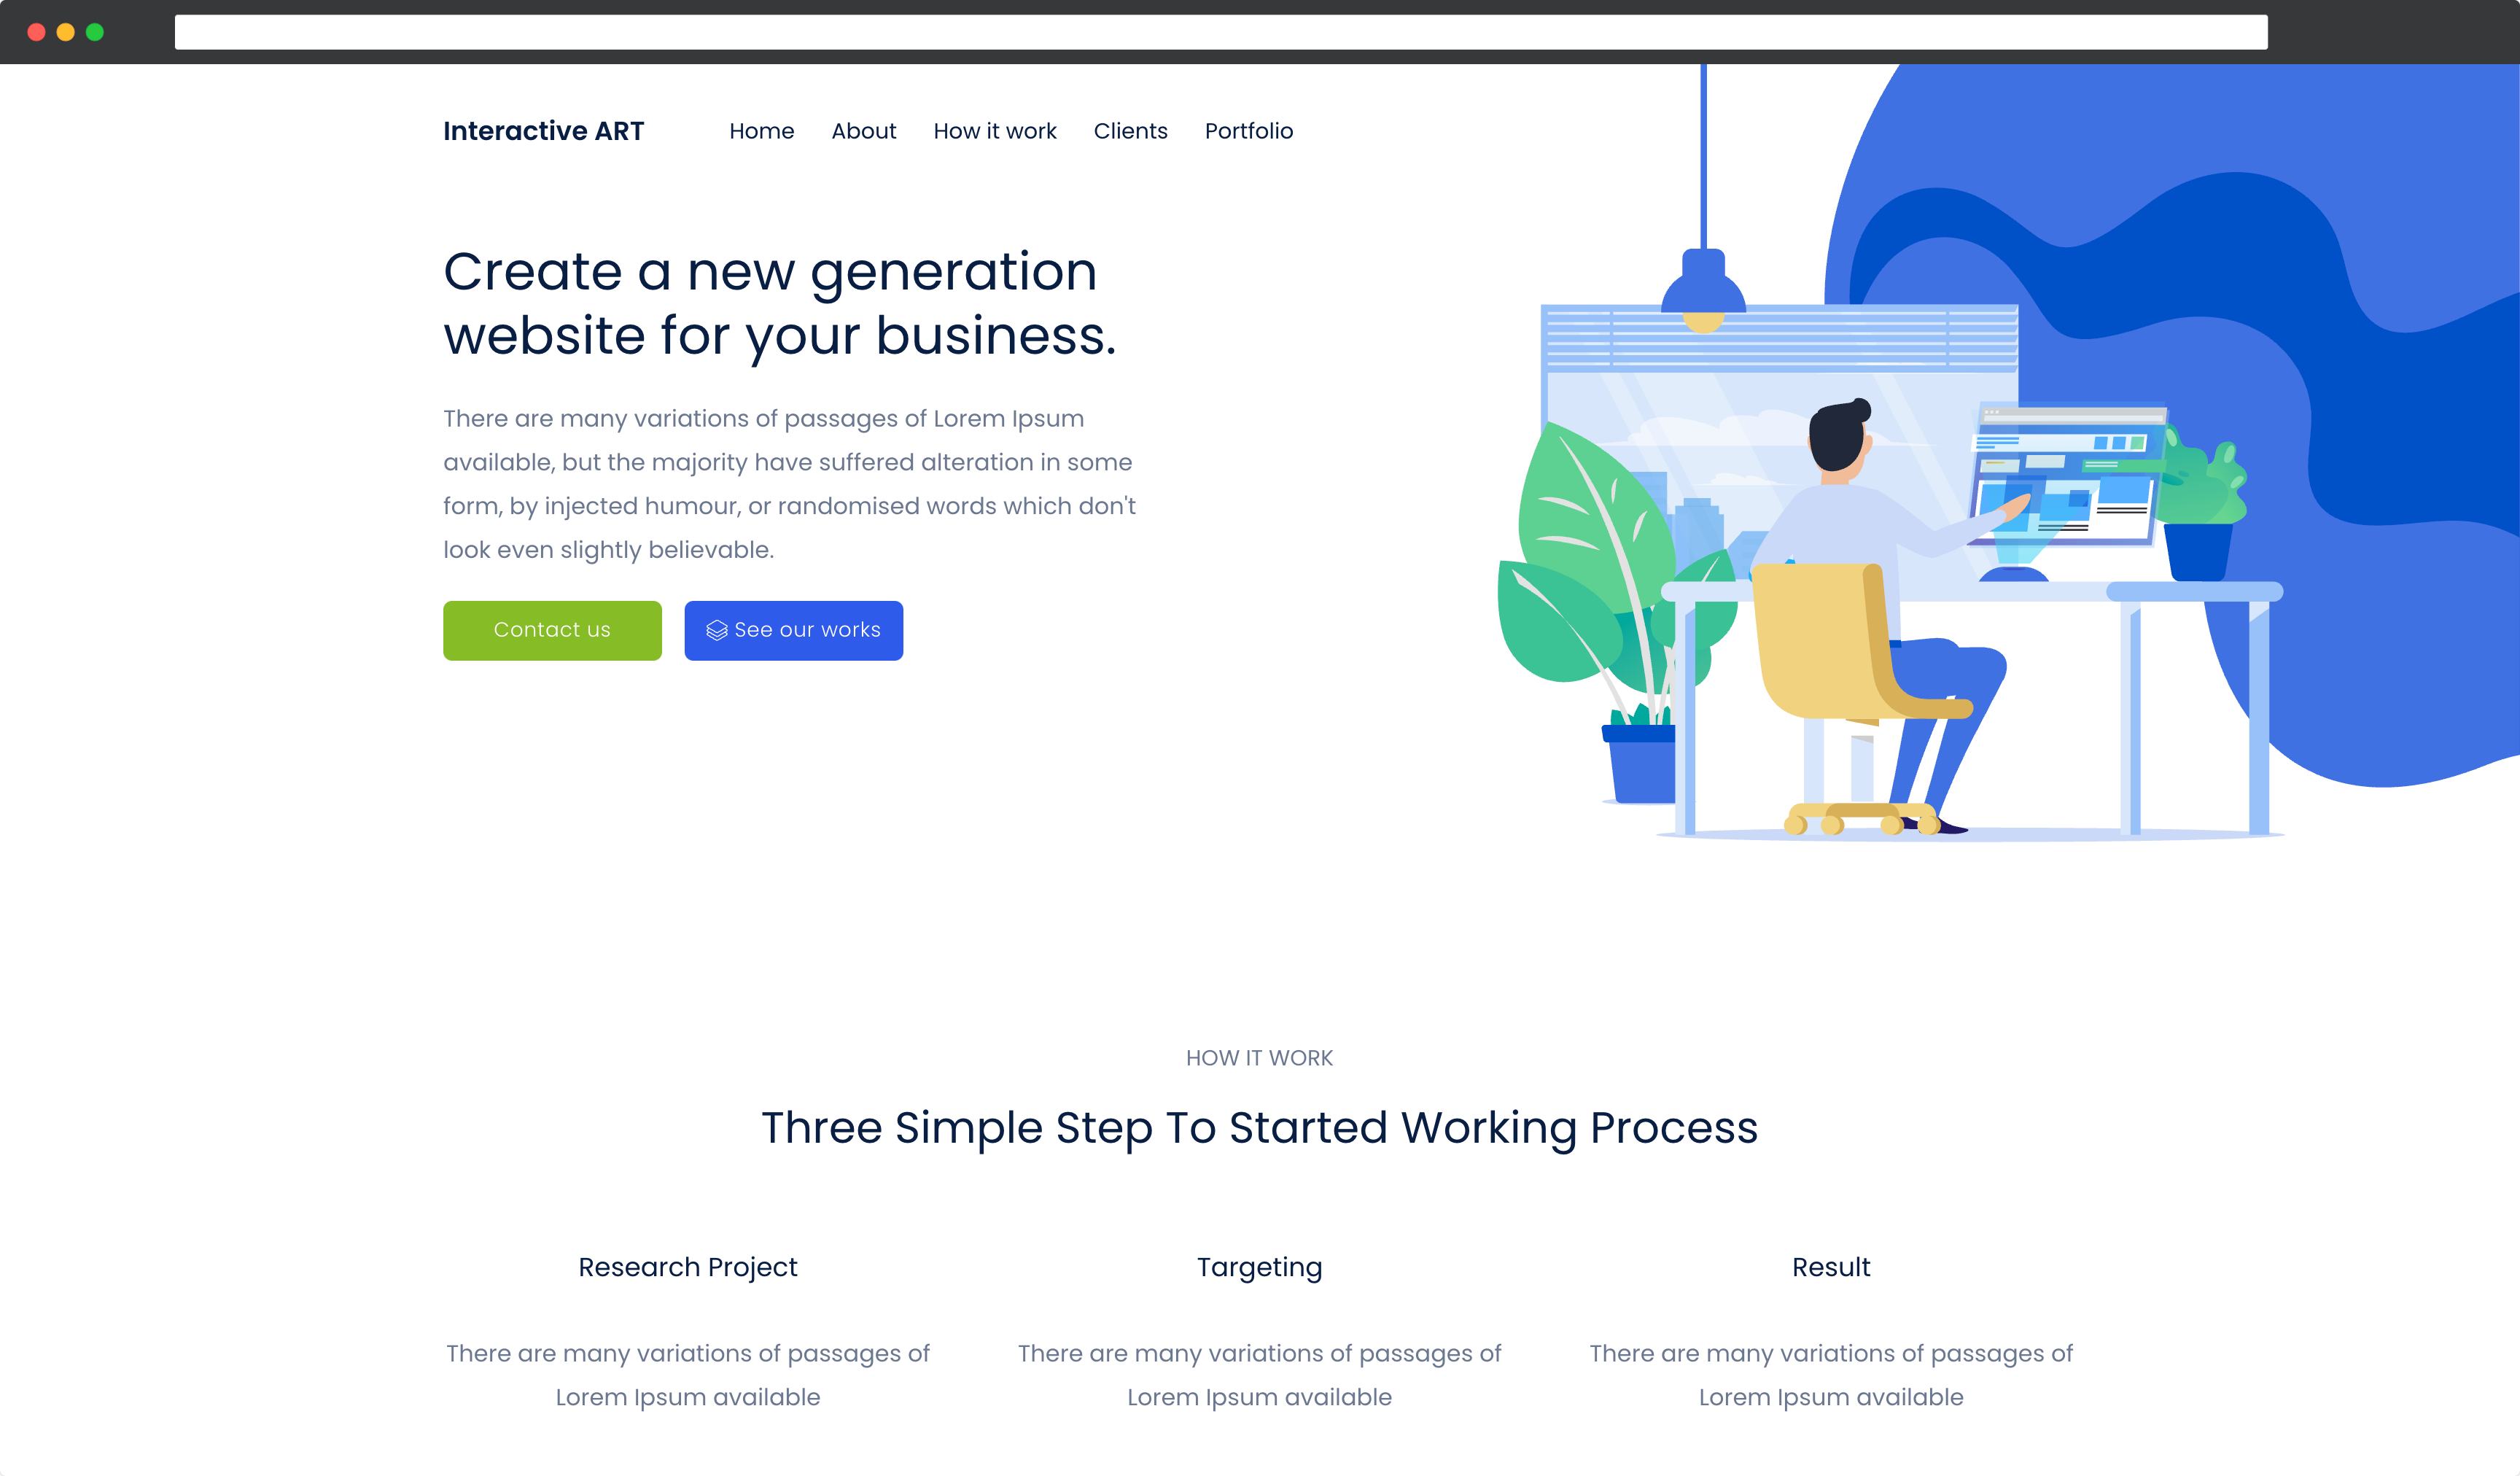 Interactive ART Home About How it work Clients Portfolio
Create a new generation
website for your business.
There are many variations of passages of Lorem Ipsum
available, but the majority have suffered alteration in some
form, by injected humour, or randomised words which don't
look even slightly believable.
Contact us See our works
HOW IT WORK
Three Simple Step To Started Working Process
Research Project Targeting Result
There are many variations of passages of There are many variations of passages of There are many variations of passages of
Lorem Ipsum available Lorem Ipsum available Lorem Ipsum available